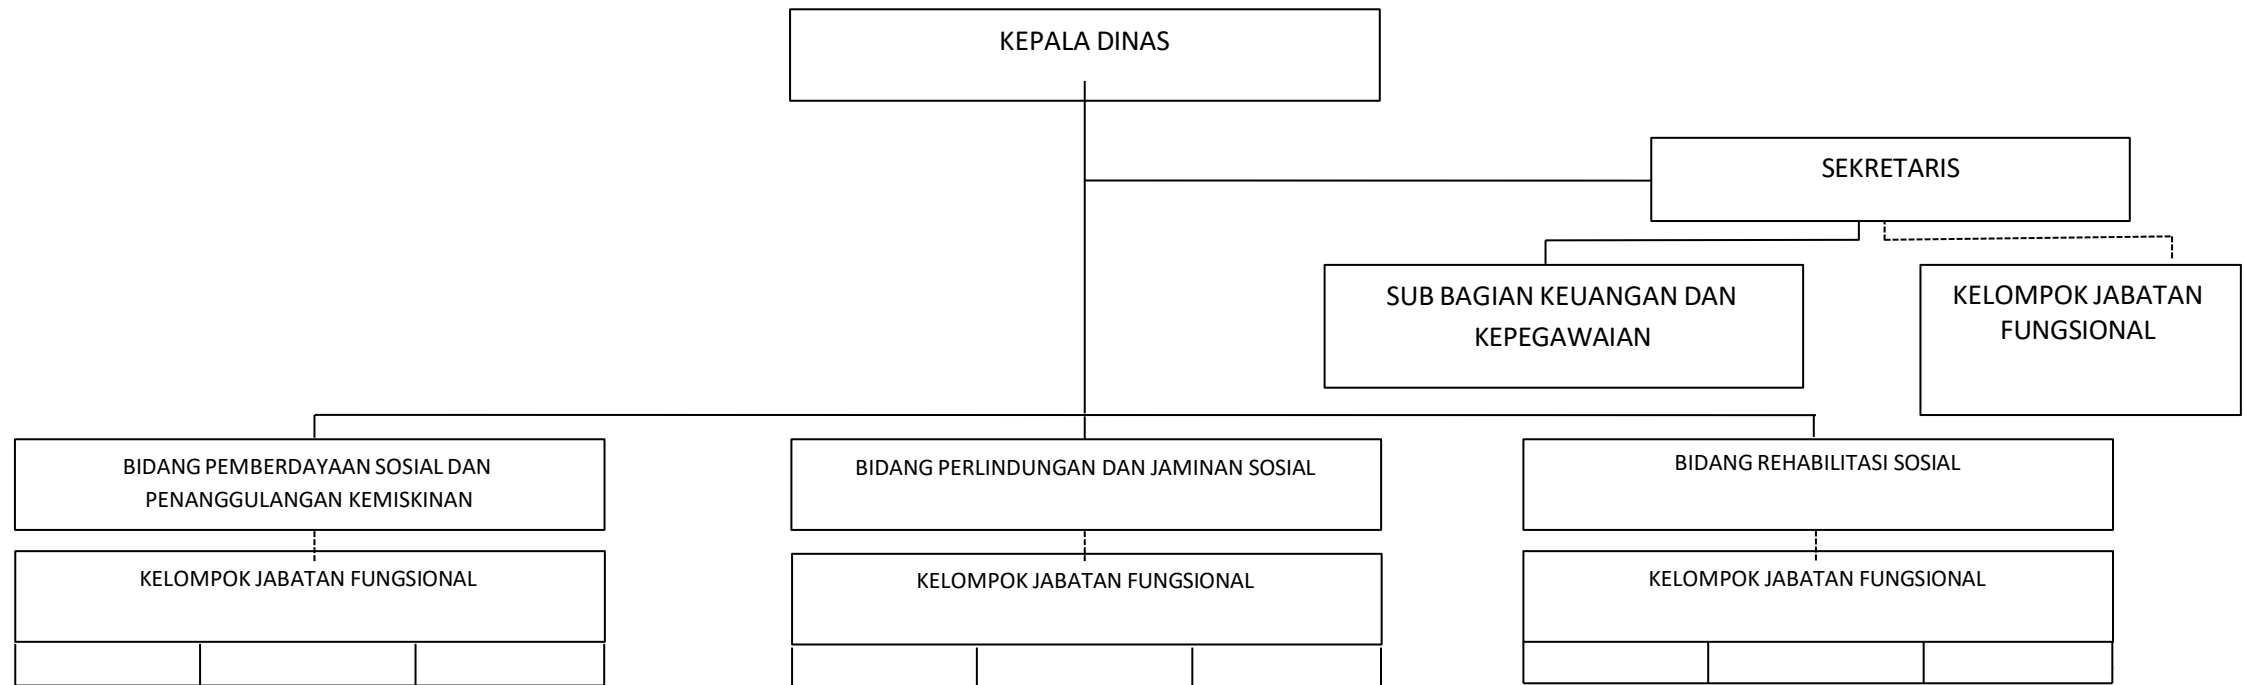 KEPALA DINAS
SEKRETARIS
SUB BAGIAN KEUANGAN DAN
KEPEGAWAIAN
KELOMPOK JABATAN
FUNGSIONAL
BIDANG PEMBERDAYAAN SOSIAL DAN
PENANGGULANGAN KEMISKINAN
BIDANG PERLINDUNGAN DAN JAMINAN SOSIAL
BIDANG REHABILITASI SOSIAL
KELOMPOK JABATAN FUNGSIONAL
KELOMPOK JABATAN FUNGSIONAL
KELOMPOK JABATAN FUNGSIONAL